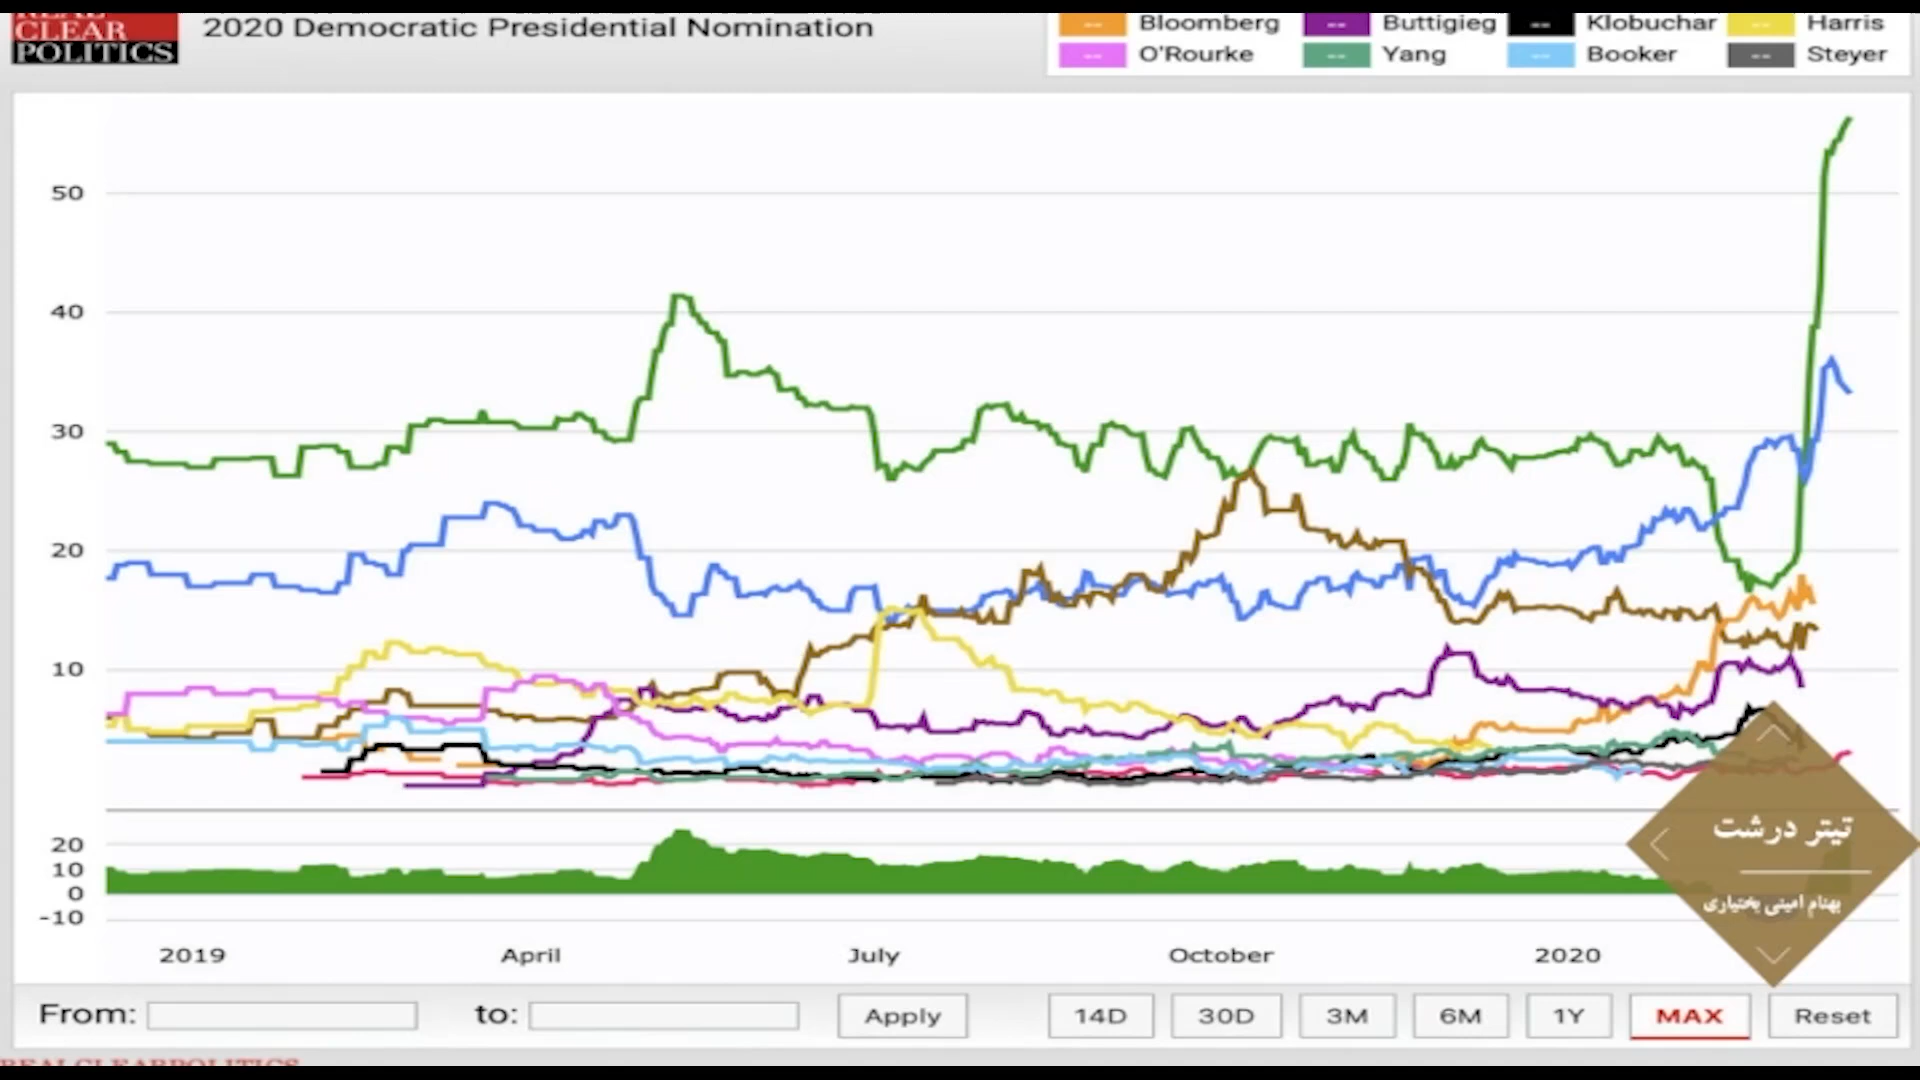 REAL
CLEAR
POLITICS
2020 Democratic Presidential Nomination
-- Bloomberg -- Buttigieg -- Klobuchar -- Harris
-- O'Rourke -- Yang -- Booker -- Steyer
50
40
30
20
10
20
10
0
-10
2019 April July October 2020
تیتر درشت
بهنام امینی بختیاری
From: to: Apply 14D 30D 3M 6M 1Y MAX Reset
REALCLEARPOLITICS